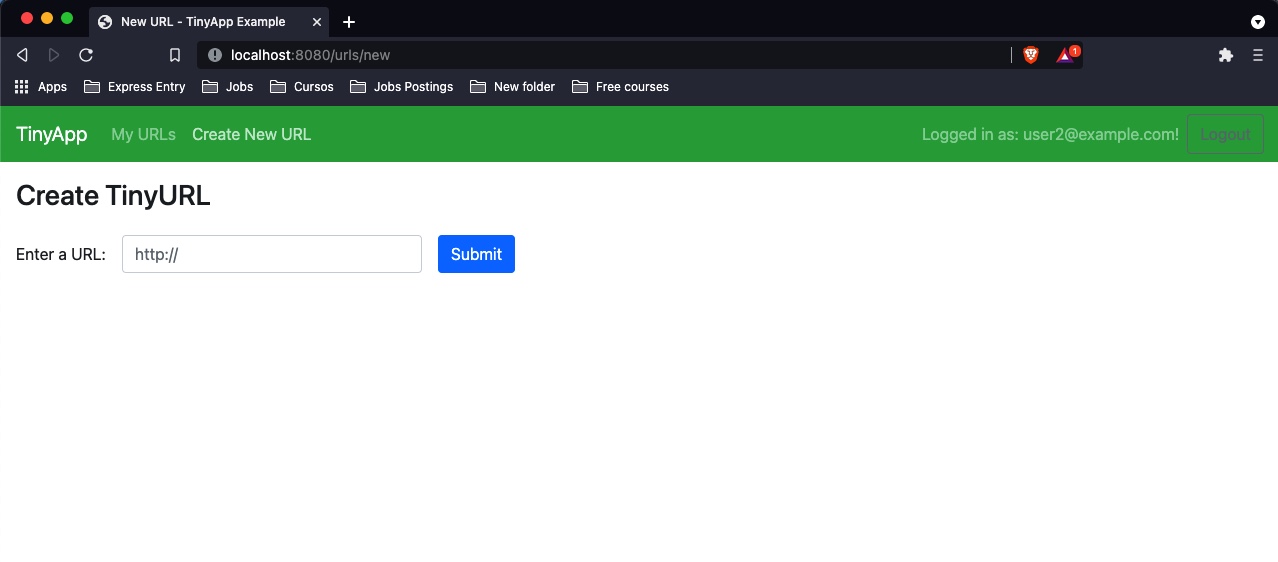 New URL - TinyApp Example
localhost:8080/urls/new
1
Apps Express Entry Jobs Cursos Jobs Postings New folder Free courses
TinyApp My URLs Create New URL Logged in as: user2@example.com! Logout
Create TinyURL
Enter a URL: http:// Submit